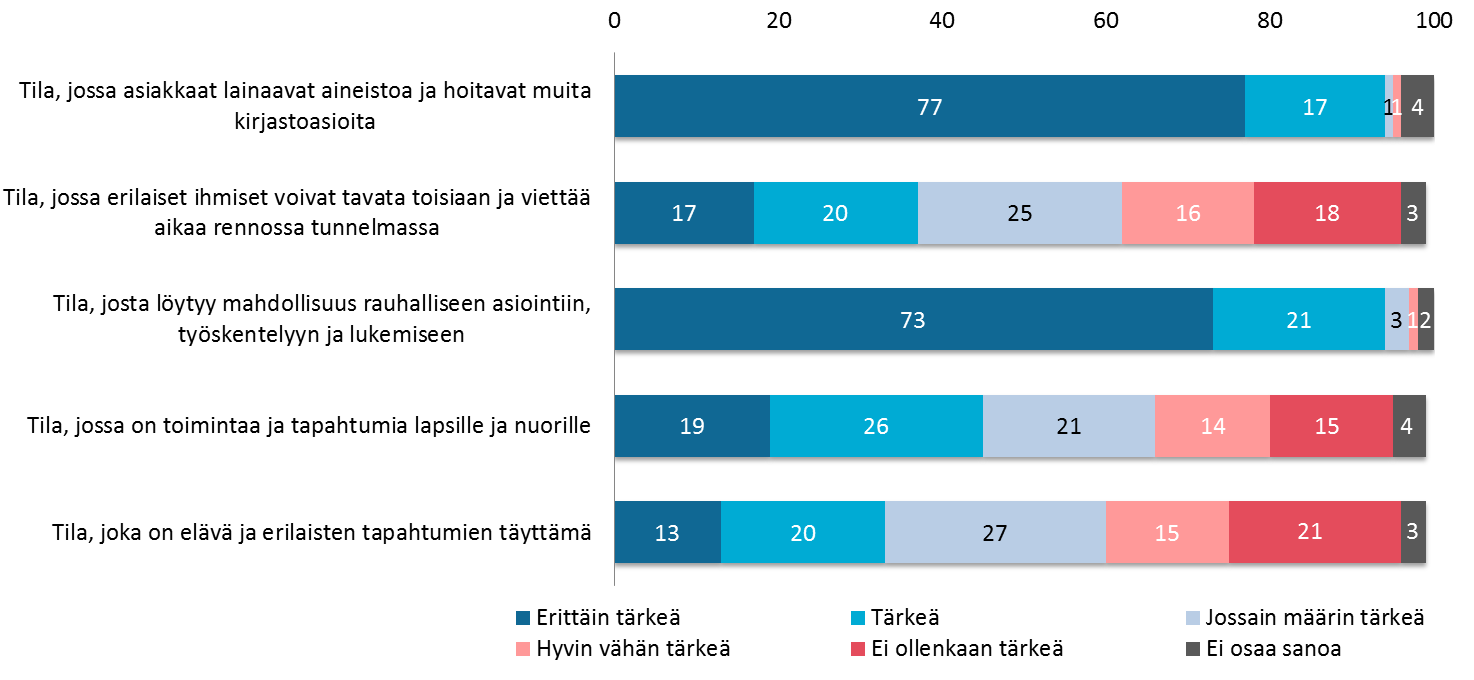 0 20 40 60 80 100
Tila, jossa asiakkaat lainaavat aineistoa ja hoitavat muita
kirjastoasioita
77 17 1 1 4
Tila, jossa erilaiset ihmiset voivat tavata toisiaan ja viettää
aikaa rennossa tunnelmassa
17 20 25 16 18 3
Tila, josta löytyy mahdollisuus rauhalliseen asiointiin,
työskentelyyn ja lukemiseen
73 21 3 1 2
Tila, jossa on toimintaa ja tapahtumia lapsille ja nuorille
19 26 21 14 15 4
Tila, joka on elävä ja erilaisten tapahtumien täyttämä
13 20 27 15 21 3
Erittäin tärkeä Tärkeä Jossain määrin tärkeä
Hyvin vähän tärkeä Ei ollenkaan tärkeä Ei osaa sanoa